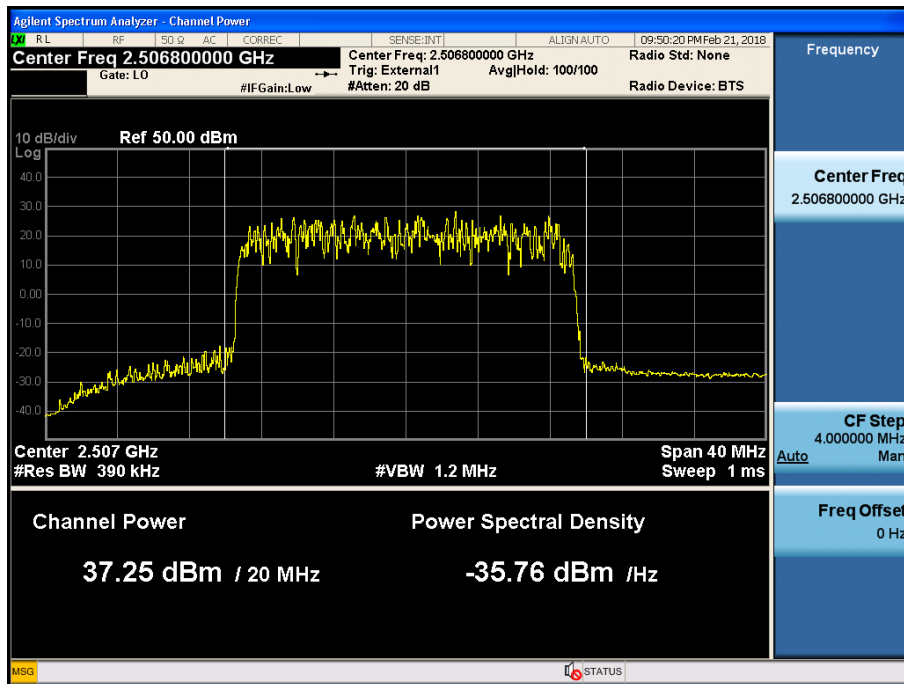 Agilent Spectrum Analyzer - Channel Power
LXI RL RF 50 Ω AC CORREC SENSE:INT ALIGN AUTO 09:50:20 PM Feb 21, 2018
Center Freq 2.506800000 GHz
Gate: LO
#IFGain:Low
Center Freq: 2.506800000 GHz
Trig: External1 Avg|Hold: 100/100
#Atten: 20 dB
Radio Std: None
Radio Device: BTS
10 dB/div Ref 50.00 dBm
Log
40.0
30.0
20.0
10.0
0.00
-10.0
-20.0
-30.0
-40.0
Center 2.507 GHz Span 40 MHz
#Res BW 390 kHz #VBW 1.2 MHz Sweep 1 ms
Channel Power Power Spectral Density
37.25 dBm / 20 MHz -35.76 dBm /Hz
Frequency
Center Freq
2.506800000 GHz
CF Step
4.000000 MHz
Auto Man
Freq Offset
0 Hz
MSG STATUS